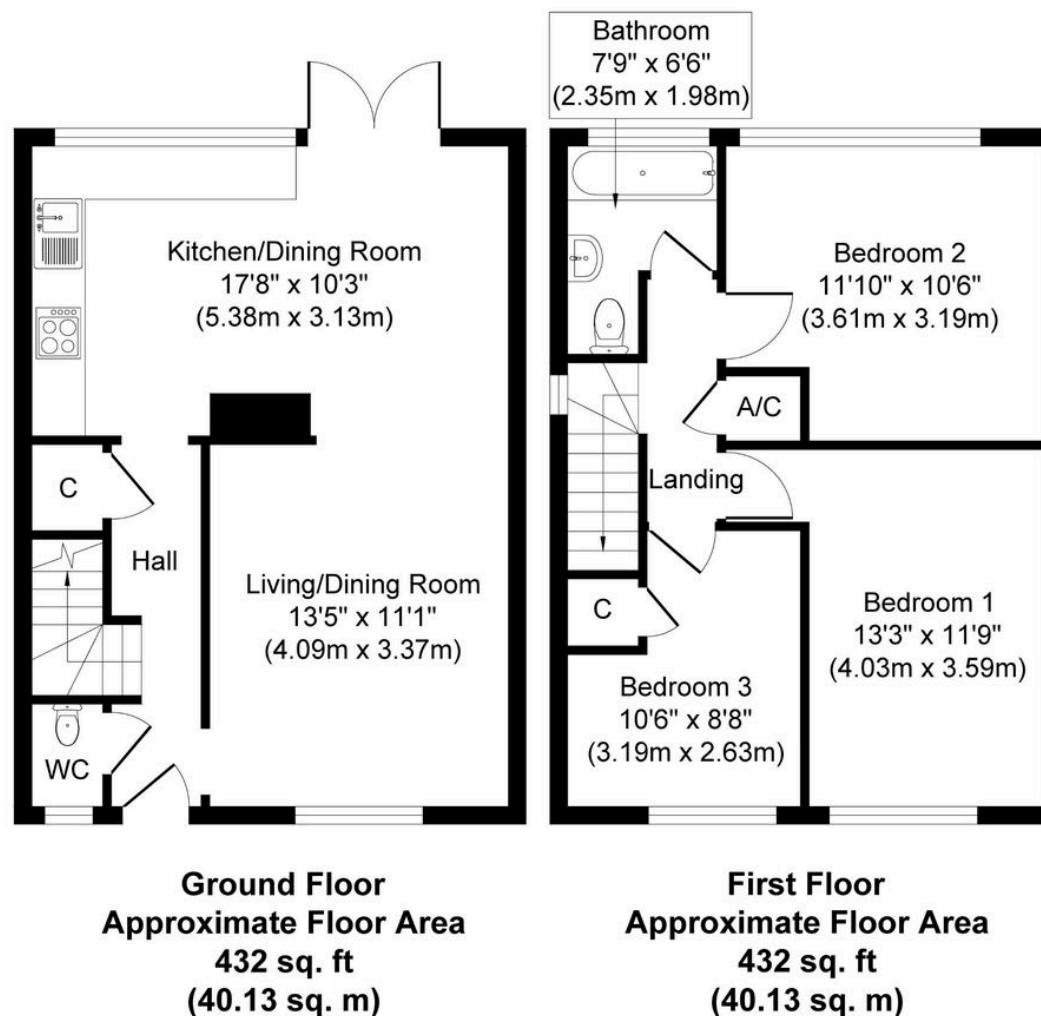 Bathroom
7'9" x 6'6"
(2.35m x 1.98m)
Kitchen/Dining Room
17'8" x 10'3"
(5.38m x 3.13m)
Bedroom 2
11'10" x 10'6"
(3.61m x 3.19m)
A/C
C
Landing
Hall
Living/Dining Room
13'5" x 11'1"
(4.09m x 3.37m)
C
Bedroom 1
13'3" x 11'9"
(4.03m x 3.59m)
Bedroom 3
10'6" x 8'8"
(3.19m x 2.63m)
WC
Ground Floor
Approximate Floor Area
432 sq. ft
(40.13 sq. m)
First Floor
Approximate Floor Area
432 sq. ft
(40.13 sq. m)